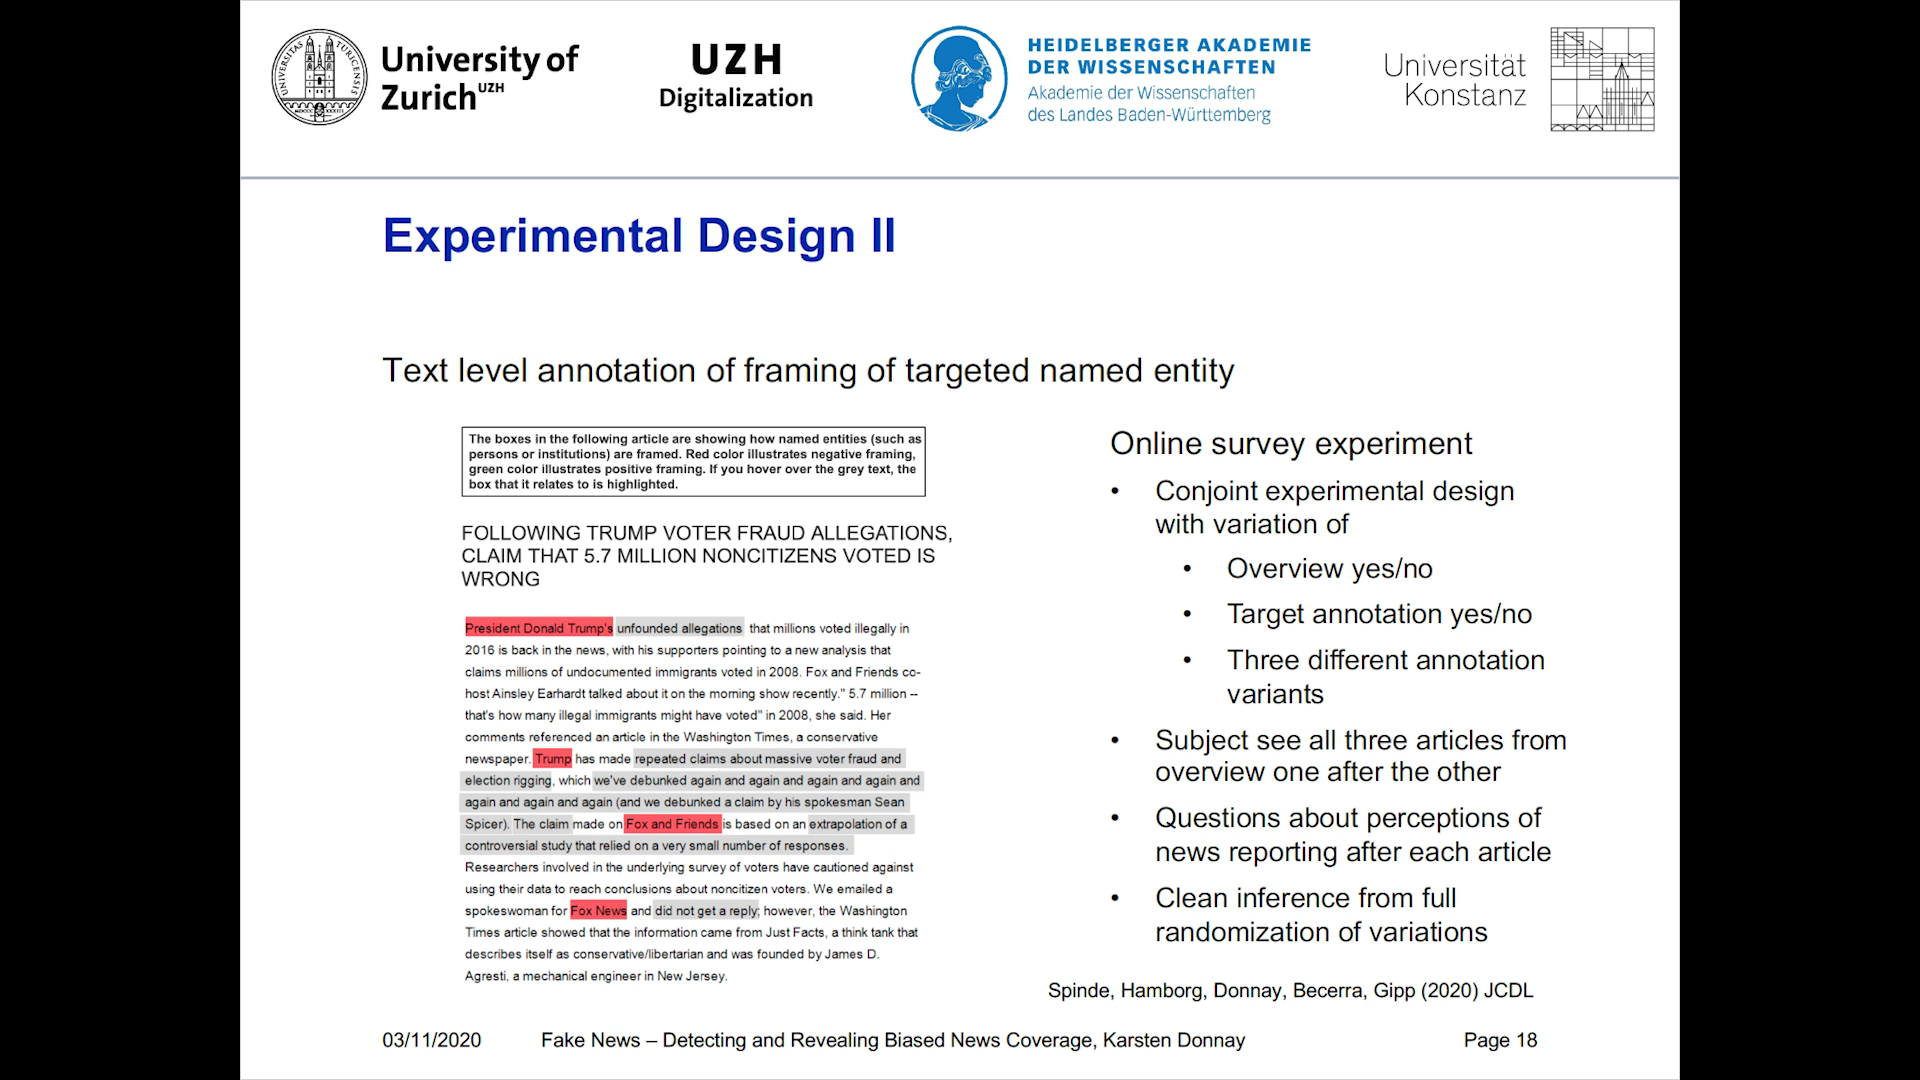 University of
Zurich UZH
UZH
Digitalization
HEIDELBERGER AKADEMIE
DER WISSENSCHAFTEN
Akademie der Wissenschaften
des Landes Baden-Württemberg
Universität
Konstanz
Experimental Design II
Text level annotation of framing of targeted named entity
The boxes in the following article are showing how named entities (such as
persons or institutions) are framed. Red color illustrates negative framing,
green color illustrates positive framing. If you hover over the grey text, the
box that it relates to is highlighted.
FOLLOWING TRUMP VOTER FRAUD ALLEGATIONS,
CLAIM THAT 5.7 MILLION NONCITIZENS VOTED IS
WRONG
President Donald Trump's unfounded allegations that millions voted illegally in
2016 is back in the news, with his supporters pointing to a new analysis that
claims millions of undocumented immigrants voted in 2008. Fox and Friends co-
host Ainsley Earhardt talked about it on the morning show recently." 5.7 million --
that's how many illegal immigrants might have voted" in 2008, she said. Her
comments referenced an article in the Washington Times, a conservative
newspaper. Trump has made repeated claims about massive voter fraud and
election rigging, which we've debunked again and again and again and again and
again and again and again (and we debunked a claim by his spokesman Sean
Spicer). The claim made on Fox and Friends is based on an extrapolation of a
controversial study that relied on a very small number of responses.
Researchers involved in the underlying survey of voters have cautioned against
using their data to reach conclusions about noncitizen voters. We emailed a
spokeswoman for Fox News and did not get a reply; however, the Washington
Times article showed that the information came from Just Facts, a think tank that
describes itself as conservative/libertarian and was founded by James D.
Agresti, a mechanical engineer in New Jersey.
Online survey experiment
• Conjoint experimental design
with variation of
• Overview yes/no
• Target annotation yes/no
• Three different annotation
variants
• Subject see all three articles from
overview one after the other
• Questions about perceptions of
news reporting after each article
• Clean inference from full
randomization of variations
Spinde, Hamborg, Donnay, Becerra, Gipp (2020) JCDL
03/11/2020
Fake News – Detecting and Revealing Biased News Coverage, Karsten Donnay
Page 18